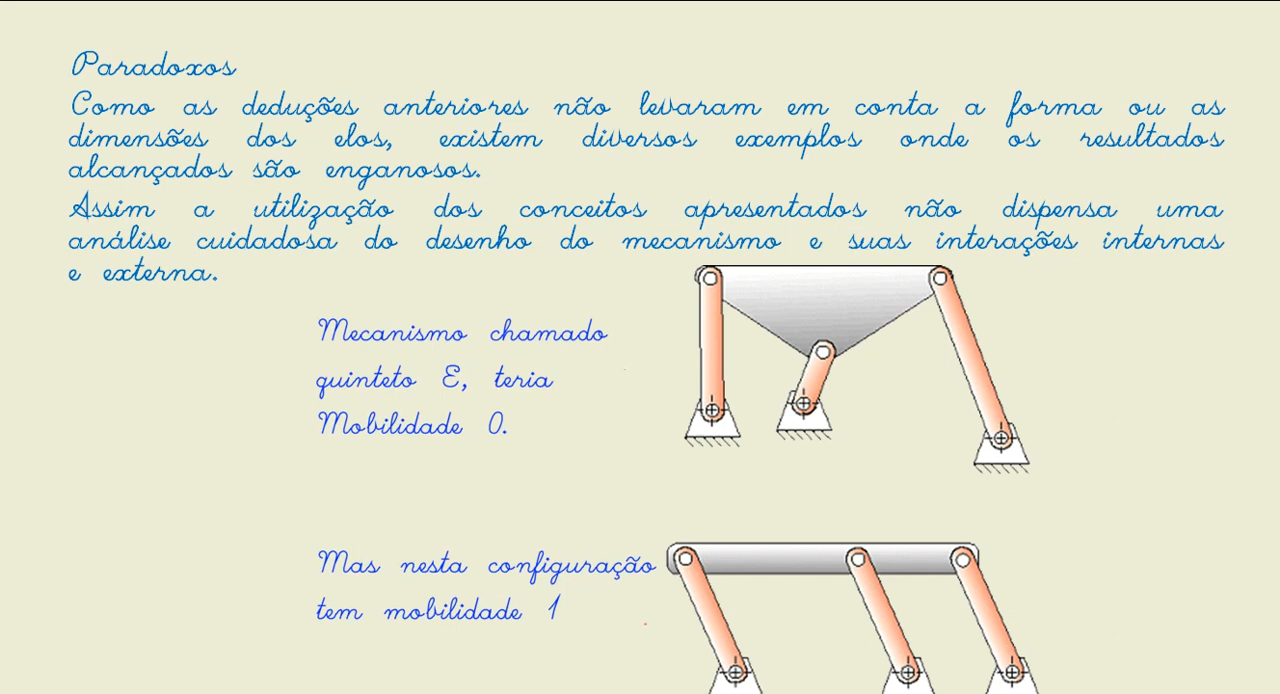 Paradoxos
Como as deduções anteriores não levaram em conta a forma ou as
dimensões dos elos, existem diversos exemplos onde os resultados
alcançados são enganosos.
Assim a utilização dos conceitos apresentados não dispensa uma
análise cuidadosa do desenho do mecanismo e suas interações internas
e externa.
Mecanismo chamado
quinteto E, teria
Mobilidade 0.
Mas nesta configuração
tem mobilidade 1